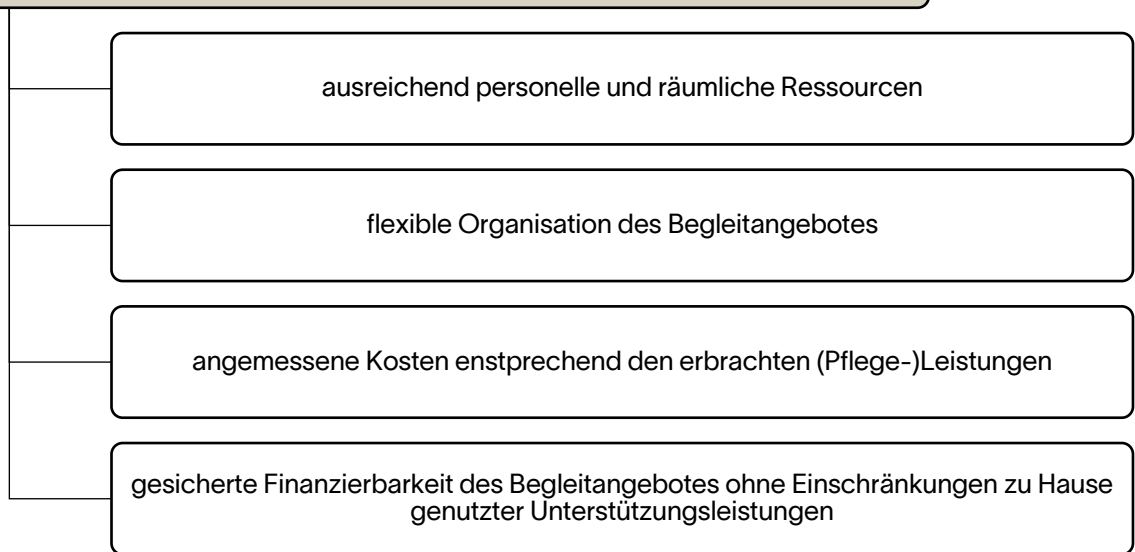 ausreichend personelle und räumliche Ressourcen
flexible Organisation des Begleitangebotes
angemessene Kosten enstprechend den erbrachten (Pflege-)Leistungen
gesicherte Finanzierbarkeit des Begleitangebotes ohne Einschränkungen zu Hause
genutzter Unterstützungsleistungen